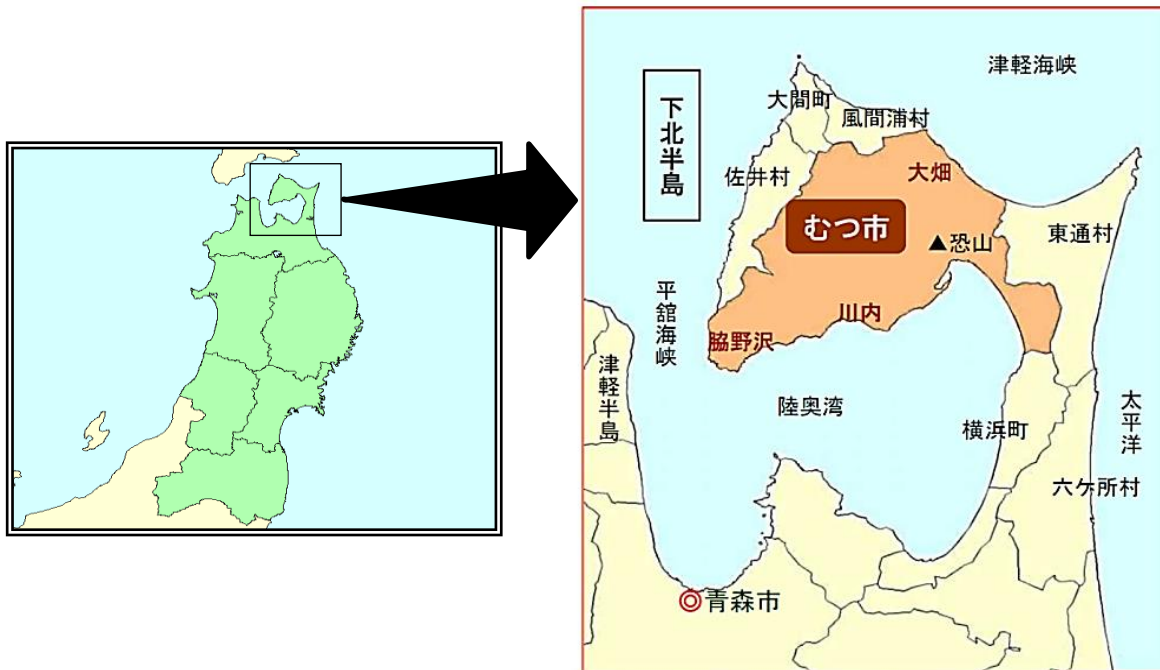 津軽海峡
下北半島
大間町
風間浦村
大畑
佐井村
むつ市
東通村
▲恐山
平舘海峡
川内
脇野沢
津軽半島
陸奥湾
横浜町
太平洋
六ケ所村
◎青森市